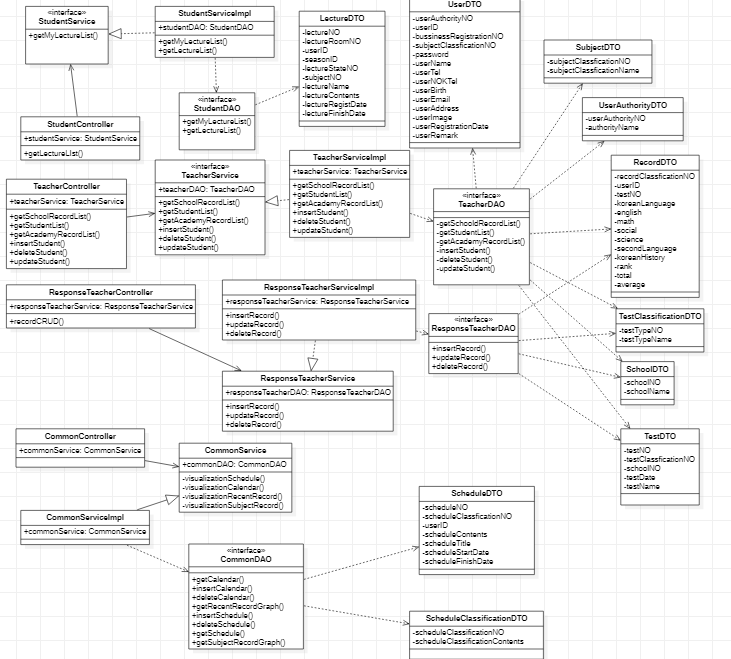 «interface»
StudentService
+getMyLectureList()
StudentServiceImpl
+studentDAO: StudentDAO
+getMyLectureList()
+getLectureList()
«interface»
StudentDAO
+getMyLectureList()
+getLectureList()
LectureDTO
-lectureNO
-lectureRoomNO
-userID
-seasonID
-lectureStateNO
-subjectNO
-lectureName
-lectureContents
-lectureRegistDate
-lectureFinishDate
UserDTO
-userAuthorityNO
-userID
-bussinessRegistrationNO
-subjectClassficationNO
-password
-userName
-userTel
-userNOKTel
-userBirth
-userEmail
-userAddress
-userImage
-userRegistrationDate
-userRemark
SubjectDTO
-subjectClassficationNO
-subjectClassficationName
UserAuthorityDTO
-userAuthorityNO
-authorityName
StudentController
+studentService: StudentService
+getLectureList()
TeacherController
+teacherService: TeacherService
+getSchoolRecordList()
+getStudentList()
+getAcademyRecordList()
+insertStudent()
+deleteStudent()
+updateStudent()
«interface»
TeacherService
+teacherDAO: TeacherDAO
+getSchoolRecordList()
+getStudentList()
+getAcademyRecordList()
+insertStudent()
+deleteStudent()
+updateStudent()
TeacherServiceImpl
+teacherService: TeacherService
+getSchoolRecordList()
+getStudentList()
+getAcademyRecordList()
+insertStudent()
+deleteStudent()
+updateStudent()
«interface»
TeacherDAO
-getSchooldRecordList()
-getStudentList()
-getAcademyRecordList()
-insertStudent()
-deleteStudent()
-updateStudent()
RecordDTO
-recordClassficationNO
-userID
-testNO
-koreanLanguage
-english
-math
-social
-science
-secondLanguage
-koreanHistory
-rank
-total
-average
ResponseTeacherController
+responseTeacherService: ResponseTeacherService
+recordCRUD()
ResponseTeacherServiceImpl
+responseTeacherService: ResponseTeacherService
+insertRecord()
+updateRecord()
+deleteRecord()
«interface»
ResponseTeacherDAO
+insertRecord()
+updateRecord()
+deleteRecord()
TestClassificationDTO
-testTypeNO
-testTypeName
SchoolDTO
-schoolNO
-schoolName
ResponseTeacherService
+responseTeacherDAO: ResponseTeacherDAO
+insertRecord()
+updateRecord()
+deleteRecord()
TestDTO
-testNO
-testClassficationNO
-schoolNO
-testDate
-testName
CommonController
+commonService: CommonService
CommonService
+commonDAO: CommonDAO
-visualizationSchedule()
-visualizationCalendar()
-visualizationRecentRecord()
-visualizationSubjectRecord()
CommonServiceImpl
+commonService: CommonService
«interface»
CommonDAO
+getCalendar()
+insertCalendar()
+deleteCalendar()
+getRecentRecordGraph()
+insertSchedule()
+deleteSchedule()
+getSchedule()
+getSubjectRecordGraph()
ScheduleDTO
-scheduleNO
-scheduleClassficationNO
-userID
-scheduleContents
-scheduleTitle
-scheduleStartDate
-scheduleFinishDate
ScheduleClassificationDTO
-scheduleClassificationNO
-scheduleClassificationContents